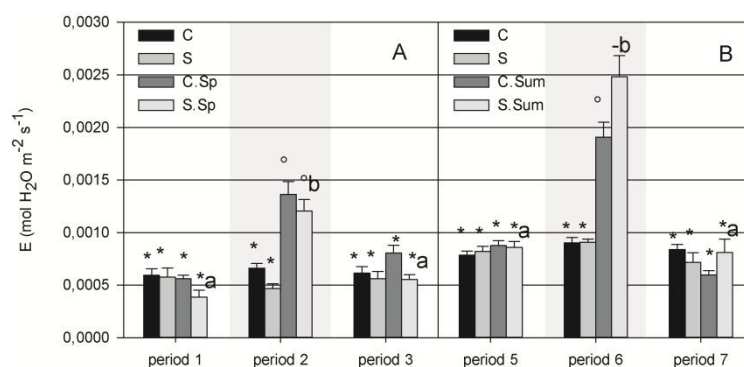 0,0030
0,0025
0,0020
0,0015
0,0010
0,0005
0,0000
E (mol H2O m-2 s-1)
C
S
C.Sp
S.Sp
A
C
S
C.Sum
S.Sum
B
* * * *a
* * ° °b
* * * *a
* * * *a
* * ° -b
* * * *a
period 1 period 2 period 3 period 5 period 6 period 7